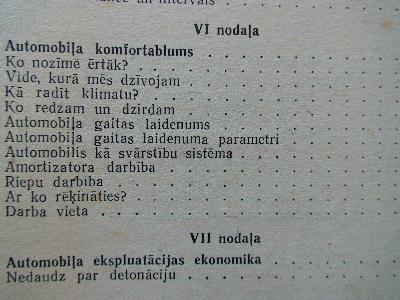 an intervāls
VI nodaļa
Automobiļa komfortablums
Ko nozīmē ērtāk?
Vide, kurā mēs dzīvojam
Kā radīt klimatu?
Ko redzam un dzirdam
Automobiļa gaitas laidenums
Automobiļa gaitas laidenuma parametri
Automobilis kā svārstību sistēma
Amortizatora darbība
Riepu darbība
Ar ko rēķināties?
Darba vieta
VII nodaļa
Automobiļa ekspluatācijas ekonomika
Nedaudz par detonāciju